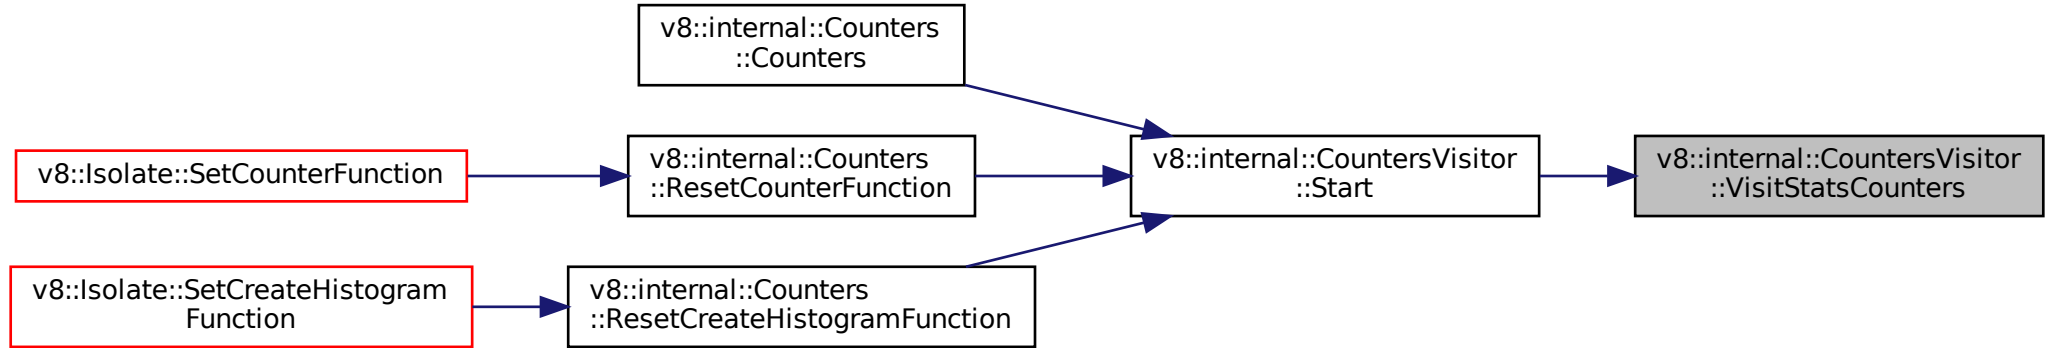 v8::internal::Counters
::Counters
v8::Isolate::SetCounterFunction
v8::internal::Counters
::ResetCounterFunction
v8::internal::CountersVisitor
::Start
v8::internal::CountersVisitor
::VisitStatsCounters
v8::Isolate::SetCreateHistogram
Function
v8::internal::Counters
::ResetCreateHistogramFunction